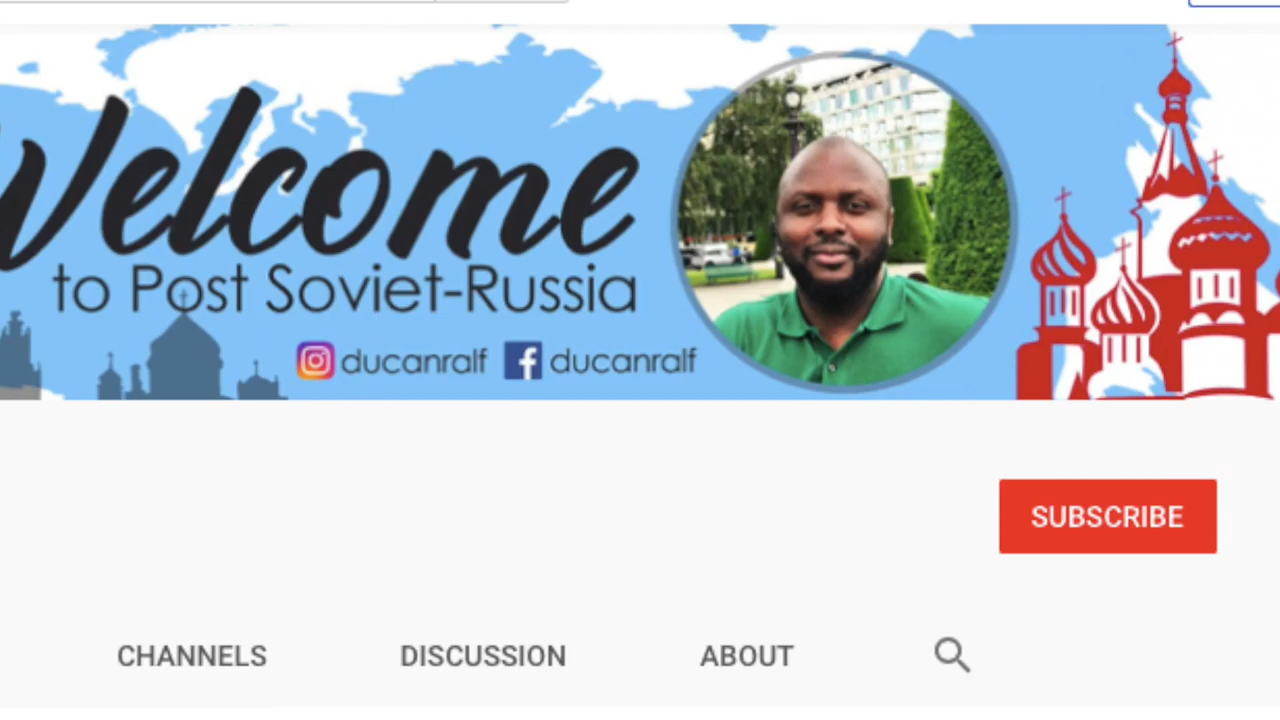 Welcome
to Post Soviet-Russia
ducanralf ducanralf
SUBSCRIBE
CHANNELS DISCUSSION ABOUT